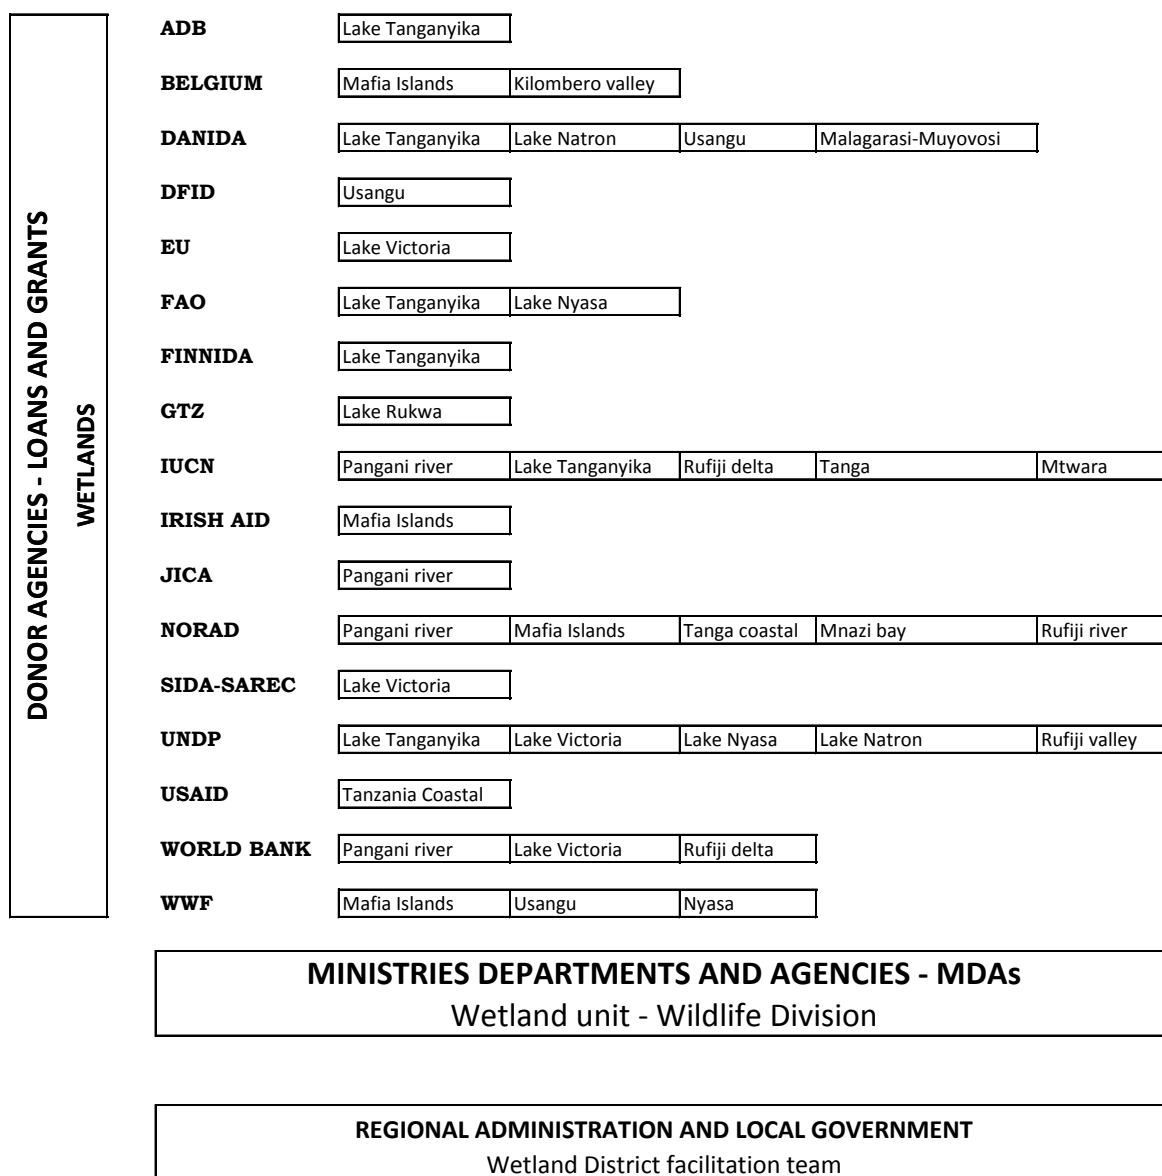 DONOR AGENCIES - LOANS AND GRANTS
WETLANDS
ADB Lake Tanganyika
BELGIUM Mafia Islands Kilombero valley
DANIDA Lake Tanganyika Lake Natron Usangu Malagarasi-Muyovosi
DFID Usangu
EU Lake Victoria
FAO Lake Tanganyika Lake Nyasa
FINNIDA Lake Tanganyika
GTZ Lake Rukwa
IUCN Pangani river Lake Tanganyika Rufiji delta Tanga Mtwara
IRISH AID Mafia Islands
JICA Pangani river
NORAD Pangani river Mafia Islands Tanga coastal Mnazi bay Rufiji river
SIDA-SAREC Lake Victoria
UNDP Lake Tanganyika Lake Victoria Lake Nyasa Lake Natron Rufiji valley
USAID Tanzania Coastal
WORLD BANK Pangani river Lake Victoria Rufiji delta
WWF Mafia Islands Usangu Nyasa
MINISTRIES DEPARTMENTS AND AGENCIES - MDAs
Wetland unit - Wildlife Division
REGIONAL ADMINISTRATION AND LOCAL GOVERNMENT
Wetland District facilitation team